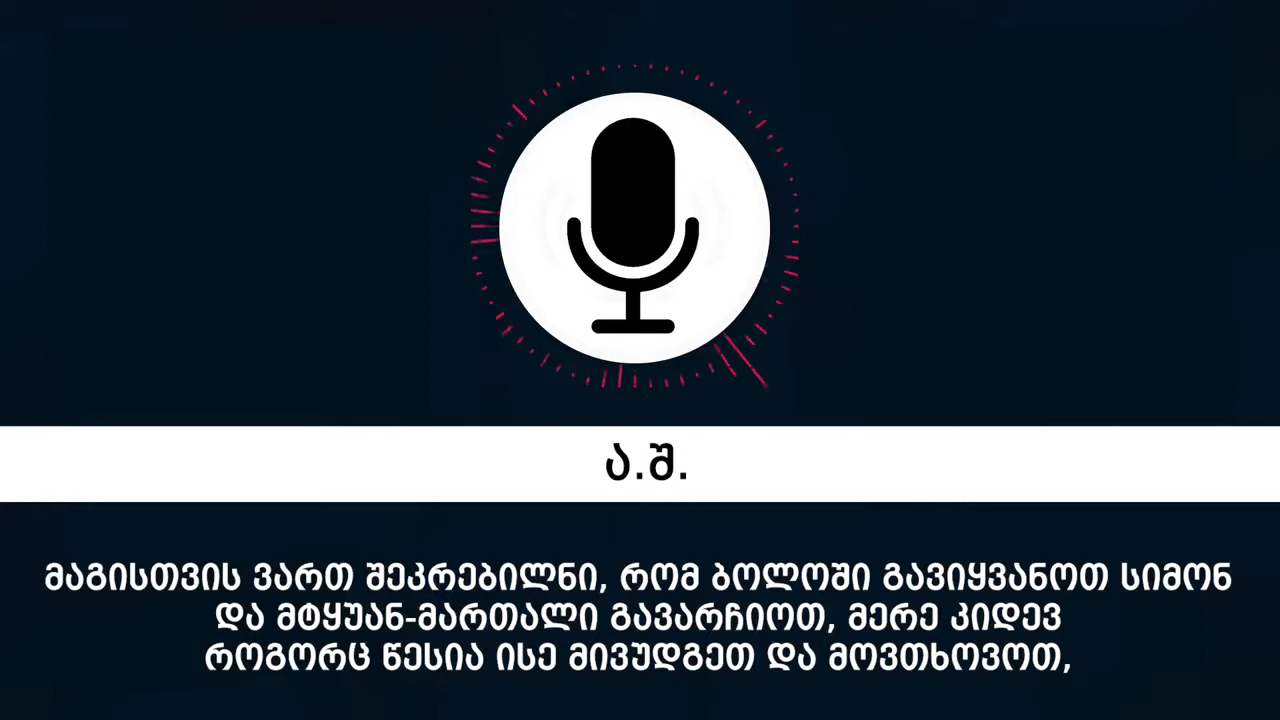 ა.შ.
მაგისთვის ვართ შეკრებილნი, რომ ბოლოში გავიყვანოთ სიმონ
და მტყუან-მართალი გავარჩიოთ, მერე კიდევ
როგორც წესია ისე მივუდგეთ და მოვთხოვოთ,